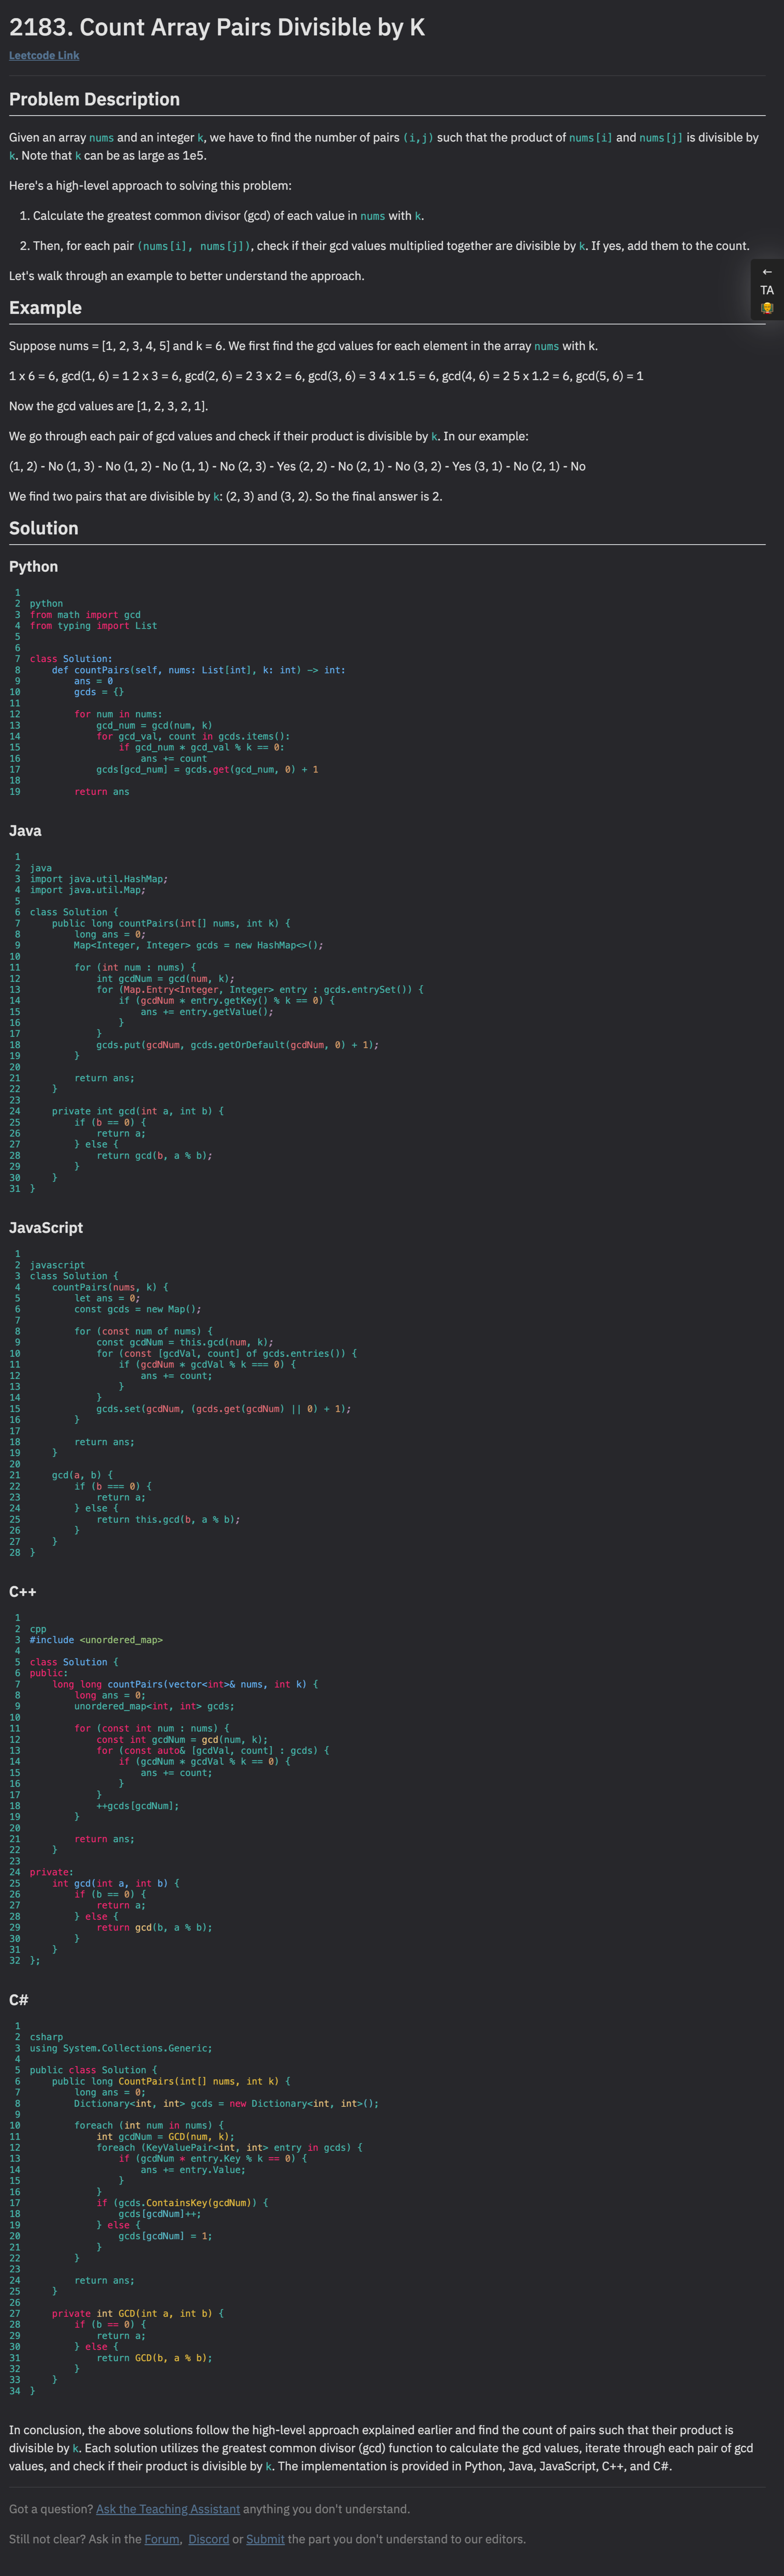 2183. Count Array Pairs Divisible by K
Leetcode Link
Problem Description
Given an array nums and an integer k, we have to find the number of pairs (i,j) such that the product of nums[i] and nums[j] is divisible by
k. Note that k can be as large as 1e5.
Here's a high-level approach to solving this problem:
1. Calculate the greatest common divisor (gcd) of each value in nums with k.
2. Then, for each pair (nums[i], nums[j]), check if their gcd values multiplied together are divisible by k. If yes, add them to the count.
Let's walk through an example to better understand the approach.
←
TA
Example
Suppose nums = [1, 2, 3, 4, 5] and k = 6. We first find the gcd values for each element in the array nums with k.
1 x 6 = 6, gcd(1, 6) = 1 2 x 3 = 6, gcd(2, 6) = 2 3 x 2 = 6, gcd(3, 6) = 3 4 x 1.5 = 6, gcd(4, 6) = 2 5 x 1.2 = 6, gcd(5, 6) = 1
Now the gcd values are [1, 2, 3, 2, 1].
We go through each pair of gcd values and check if their product is divisible by k. In our example:
(1, 2) - No (1, 3) - No (1, 2) - No (1, 1) - No (2, 3) - Yes (2, 2) - No (2, 1) - No (3, 2) - Yes (3, 1) - No (2, 1) - No
We find two pairs that are divisible by k: (2, 3) and (3, 2). So the final answer is 2.
Solution
Python
1
2 python
3 from math import gcd
4 from typing import List
5
6
7 class Solution:
8     def countPairs(self, nums: List[int], k: int) -> int:
9         ans = 0
10         gcds = {}
11
12         for num in nums:
13             gcd_num = gcd(num, k)
14             for gcd_val, count in gcds.items():
15                 if gcd_num * gcd_val % k == 0:
16                     ans += count
17             gcds[gcd_num] = gcds.get(gcd_num, 0) + 1
18
19         return ans
Java
1
2 java
3 import java.util.HashMap;
4 import java.util.Map;
5
6 class Solution {
7     public long countPairs(int[] nums, int k) {
8         long ans = 0;
9         Map<Integer, Integer> gcds = new HashMap<>();
10
11         for (int num : nums) {
12             int gcdNum = gcd(num, k);
13             for (Map.Entry<Integer, Integer> entry : gcds.entrySet()) {
14                 if (gcdNum * entry.getKey() % k == 0) {
15                     ans += entry.getValue();
16                 }
17             }
18             gcds.put(gcdNum, gcds.getOrDefault(gcdNum, 0) + 1);
19         }
20
21         return ans;
22     }
23
24     private int gcd(int a, int b) {
25         if (b == 0) {
26             return a;
27         } else {
28             return gcd(b, a % b);
29         }
30     }
31 }
JavaScript
1
2 javascript
3 class Solution {
4     countPairs(nums, k) {
5         let ans = 0;
6         const gcds = new Map();
7
8         for (const num of nums) {
9             const gcdNum = this.gcd(num, k);
10             for (const [gcdVal, count] of gcds.entries()) {
11                 if (gcdNum * gcdVal % k === 0) {
12                     ans += count;
13                 }
14             }
15             gcds.set(gcdNum, (gcds.get(gcdNum) || 0) + 1);
16         }
17
18         return ans;
19     }
20
21     gcd(a, b) {
22         if (b === 0) {
23             return a;
24         } else {
25             return this.gcd(b, a % b);
26         }
27     }
28 }
C++
1
2 cpp
3 #include <unordered_map>
4
5 class Solution {
6 public:
7     long long countPairs(vector<int>& nums, int k) {
8         long ans = 0;
9         unordered_map<int, int> gcds;
10
11         for (const int num : nums) {
12             const int gcdNum = gcd(num, k);
13             for (const auto& [gcdVal, count] : gcds) {
14                 if (gcdNum * gcdVal % k == 0) {
15                     ans += count;
16                 }
17             }
18             ++gcds[gcdNum];
19         }
20
21         return ans;
22     }
23
24 private:
25     int gcd(int a, int b) {
26         if (b == 0) {
27             return a;
28         } else {
29             return gcd(b, a % b);
30         }
31     }
32 };
C#
1
2 csharp
3 using System.Collections.Generic;
4
5 public class Solution {
6     public long CountPairs(int[] nums, int k) {
7         long ans = 0;
8         Dictionary<int, int> gcds = new Dictionary<int, int>();
9
10         foreach (int num in nums) {
11             int gcdNum = GCD(num, k);
12             foreach (KeyValuePair<int, int> entry in gcds) {
13                 if (gcdNum * entry.Key % k == 0) {
14                     ans += entry.Value;
15                 }
16             }
17             if (gcds.ContainsKey(gcdNum)) {
18                 gcds[gcdNum]++;
19             } else {
20                 gcds[gcdNum] = 1;
21             }
22         }
23
24         return ans;
25     }
26
27     private int GCD(int a, int b) {
28         if (b == 0) {
29             return a;
30         } else {
31             return GCD(b, a % b);
32         }
33     }
34 }
In conclusion, the above solutions follow the high-level approach explained earlier and find the count of pairs such that their product is
divisible by k. Each solution utilizes the greatest common divisor (gcd) function to calculate the gcd values, iterate through each pair of gcd
values, and check if their product is divisible by k. The implementation is provided in Python, Java, JavaScript, C++, and C#.
Got a question? Ask the Teaching Assistant anything you don't understand.
Still not clear? Ask in the Forum, Discord or Submit the part you don't understand to our editors.